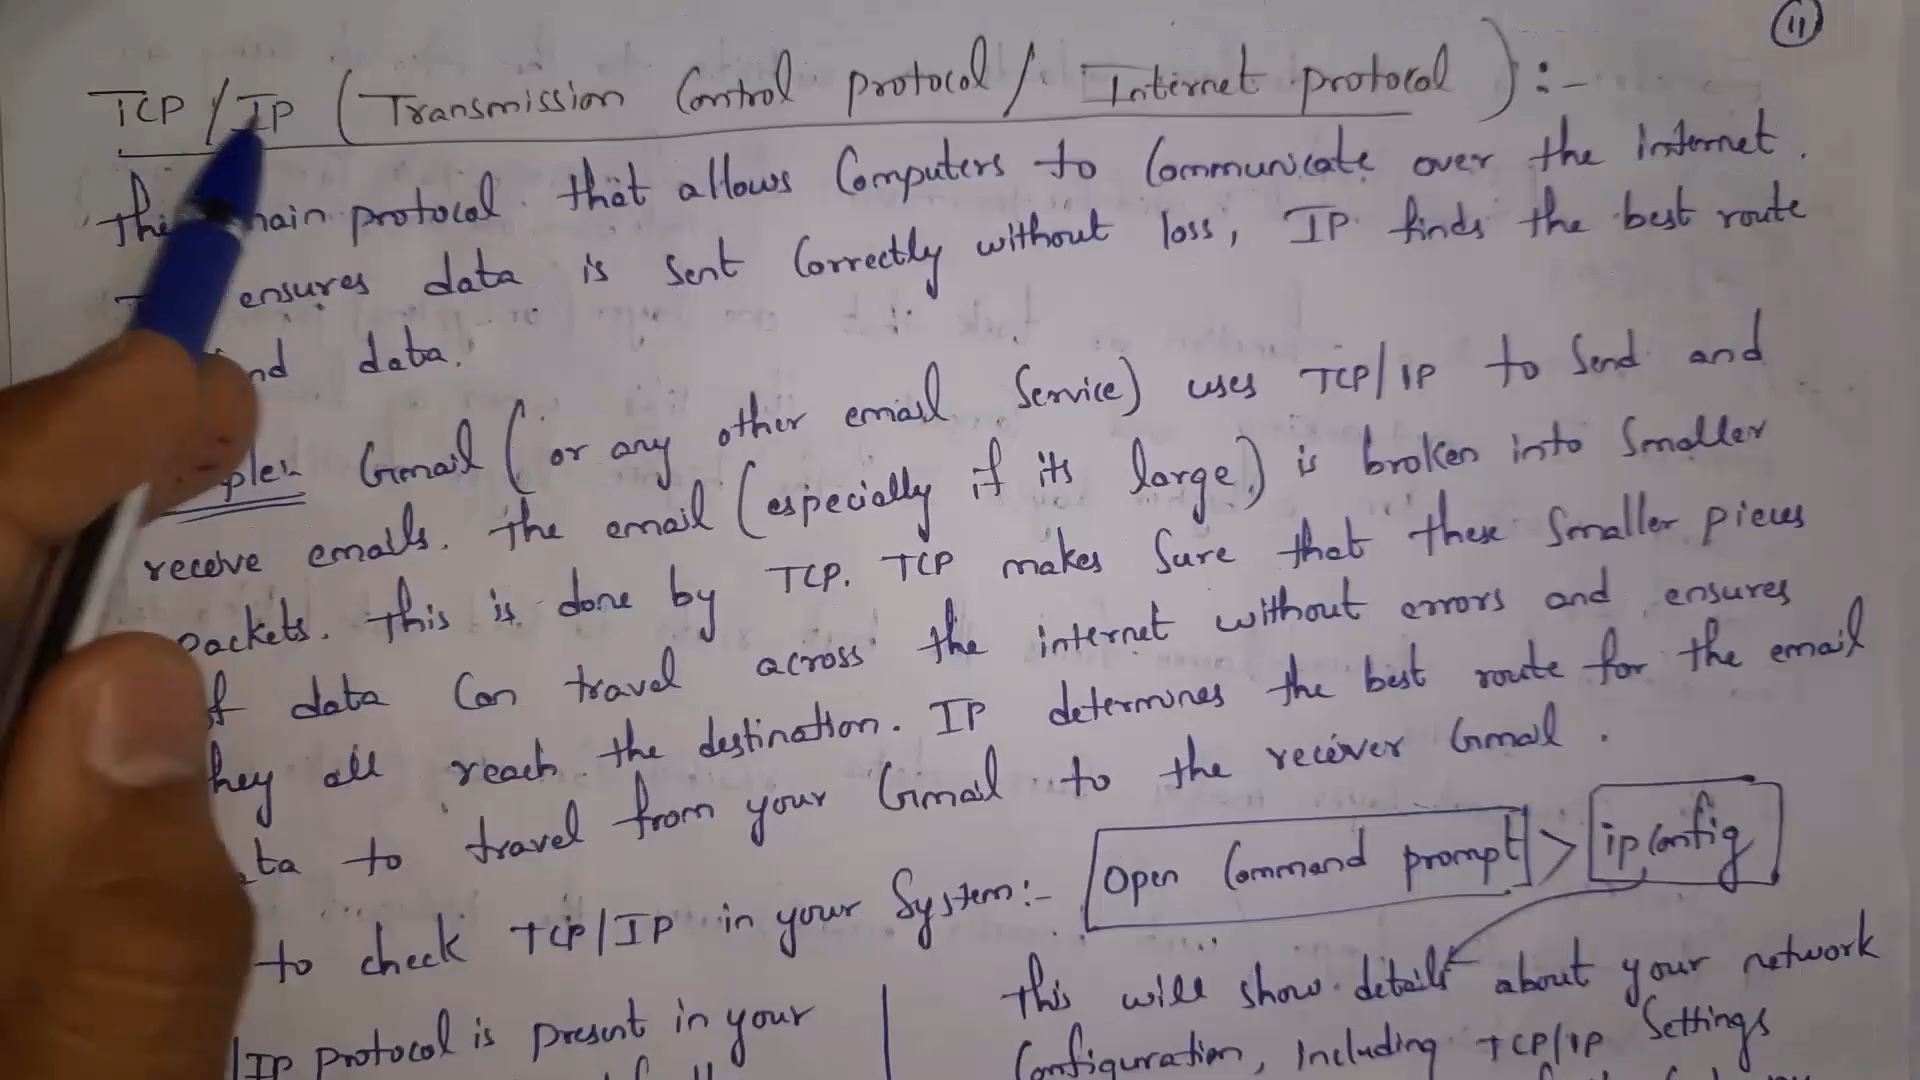 11
TCP/IP (Transmission Control protocol/Internet protocol):-
main protocol that allows Computers to Communicate over the internet.
ensures data is sent Correctly without loss, IP finds the best route
data.
Gmail (or any other email Service) uses TCP/IP to Send and
receive emails. The email (especially if its large) is broken into Smaller
packets. This is done by TCP. TCP makes Sure that these Smaller pieces
of data Can travel across the internet without errors and ensures
they all reach the destination. IP determines the best route for the email
to travel from your Gmail to the receiver Gmail.
to check TCP/IP in your System:- Open Command prompt > ipconfig
This will show details about your network
/IP protocol is present in your
Configuration, including TCP/IP Settings